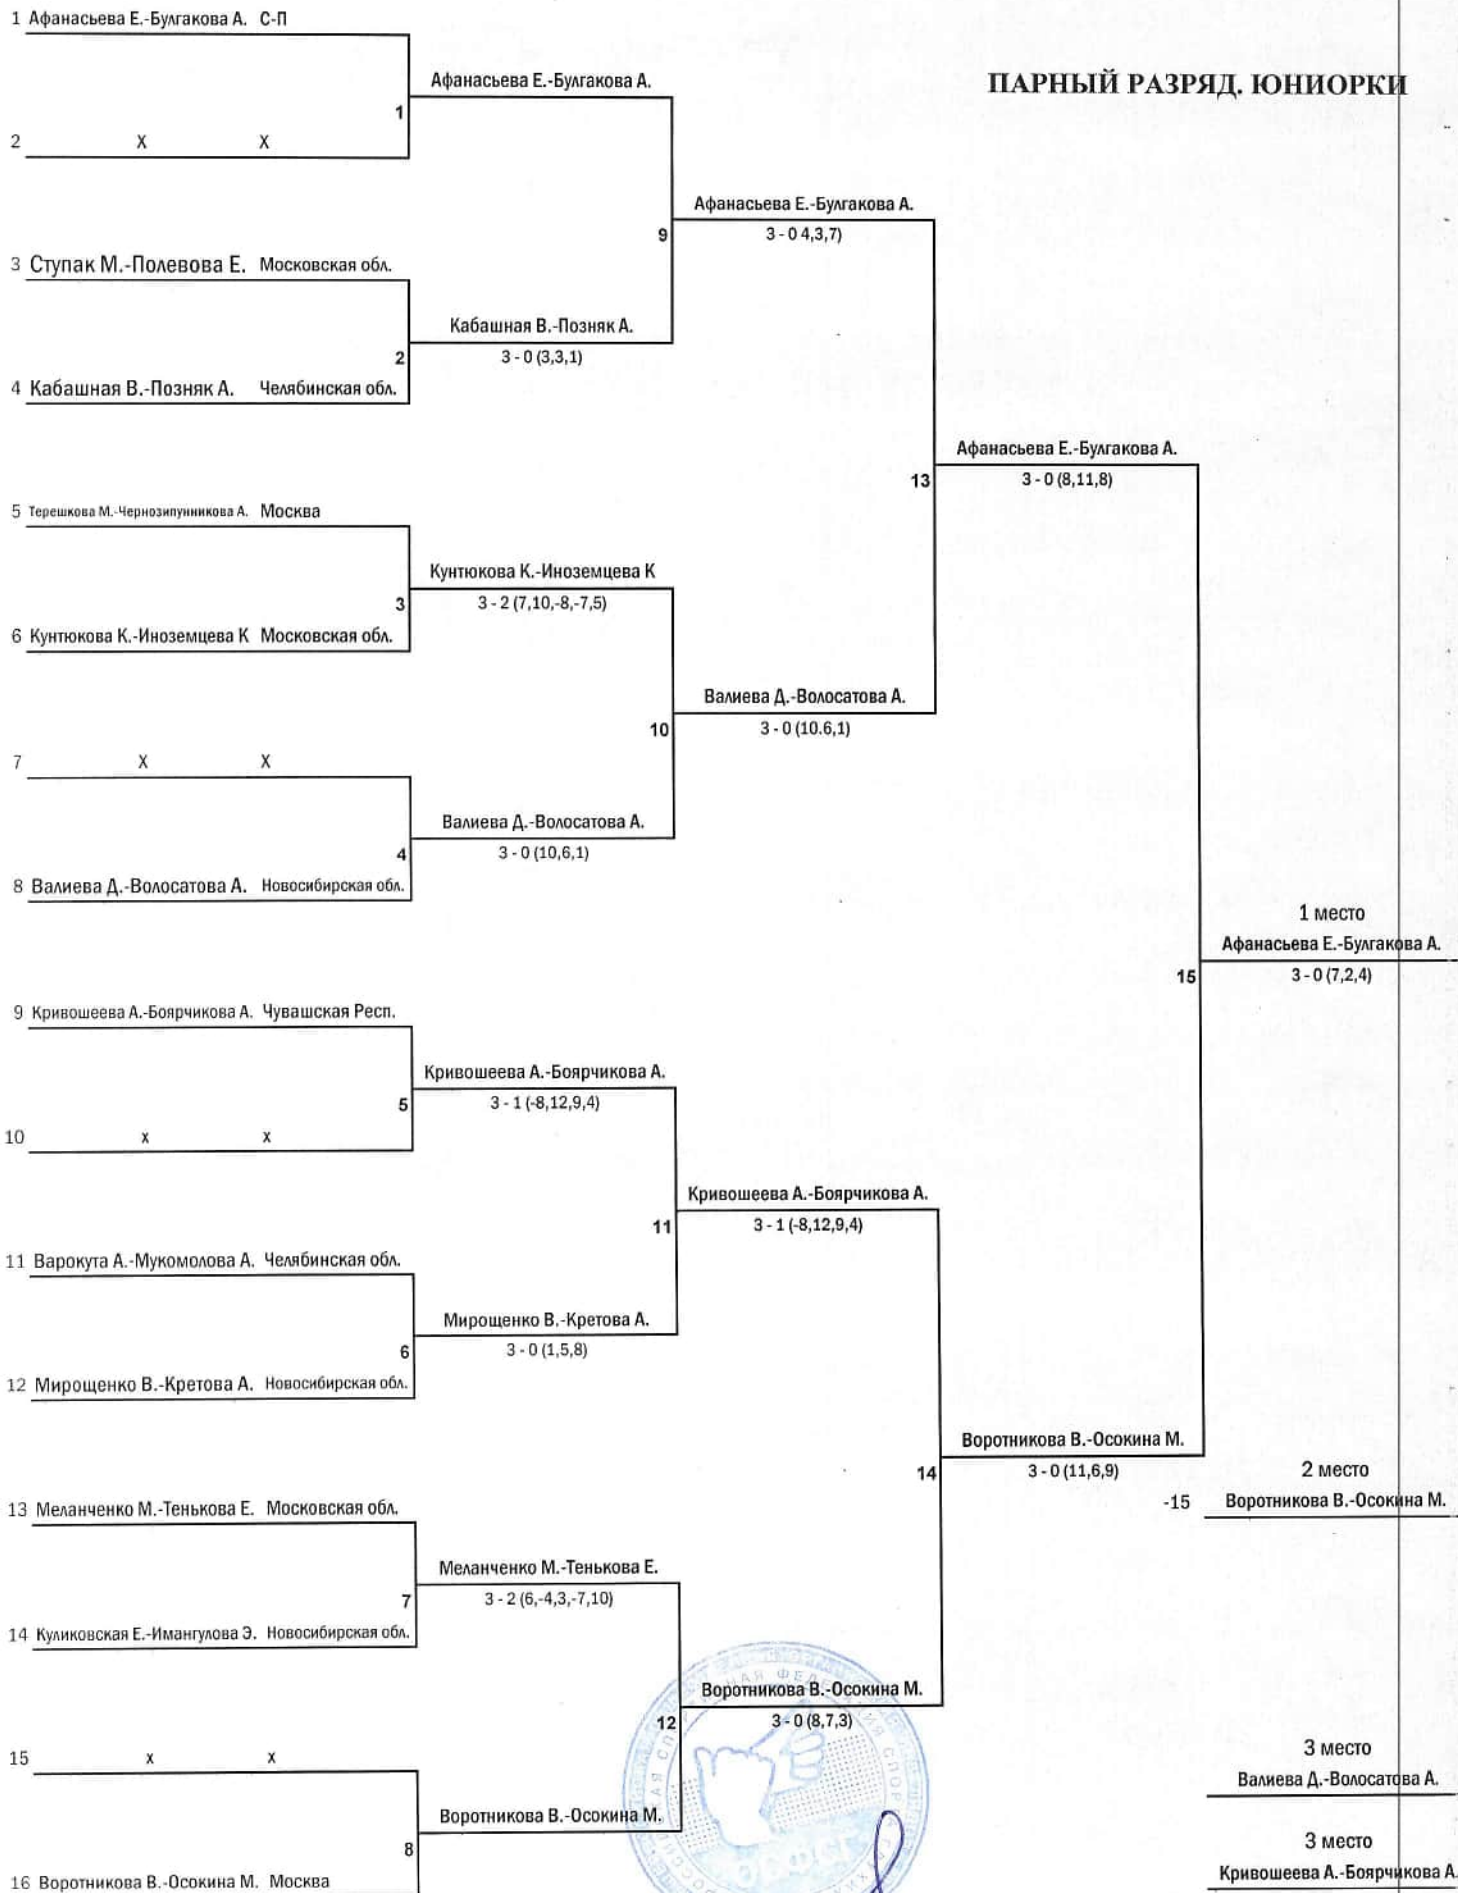 1 Афанасьева Е.-Булгакова А. С-П
Афанасьева Е.-Булгакова А.
ПАРНЫЙ РАЗРЯД. ЮНИОРКИ
1
2 X X
Афанасьева Е.-Булгакова А.
9 3 - 0 4,3,7)
3 Ступак М.-Полевова Е. Московская обл.
Кабашная В.-Позняк А.
2 3 - 0 (3,3,1)
4 Кабашная В.-Позняк А. Челябинская обл.
Афанасьева Е.-Булгакова А.
13 3 - 0 (8,11,8)
5 Терешкова М.-Чернозипунникова А. Москва
Кунтюкова К.-Иноземцева К
3 3 - 2 (7,10,-8,-7,5)
6 Кунтюкова К.-Иноземцева К Московская обл.
Валиева Д.-Волосатова А.
10 3 - 0 (10.6,1)
7 X X
Валиева Д.-Волосатова А.
4 3 - 0 (10,6,1)
8 Валиева Д.-Волосатова А. Новосибирская обл.
1 место
Афанасьева Е.-Булгакова А.
15 3 - 0 (7,2,4)
9 Кривошеева А.-Боярчикова А. Чувашская Респ.
Кривошеева А.-Боярчикова А.
5 3 - 1 (-8,12,9,4)
10 x x
Кривошеева А.-Боярчикова А.
11 3 - 1 (-8,12,9,4)
11 Варокута А.-Мукомолова А. Челябинская обл.
Мирощенко В.-Кретова А.
6 3 - 0 (1,5,8)
12 Мирощенко В.-Кретова А. Новосибирская обл.
Воротникова В.-Осокина М.
14 3 - 0 (11,6,9)
2 место
-15 Воротникова В.-Осокина М.
13 Меланченко М.-Тенькова Е. Московская обл.
Меланченко М.-Тенькова Е.
7 3 - 2 (6,-4,3,-7,10)
14 Куликовская Е.-Имангулова Э. Новосибирская обл.
Воротникова В.-Осокина М.
12 3 - 0 (8,7,3)
15 x x
3 место
Валиева Д.-Волосатова А.
Воротникова В.-Осокина М.
8
3 место
16 Воротникова В.-Осокина М. Москва
Кривошеева А.-Боярчикова А.